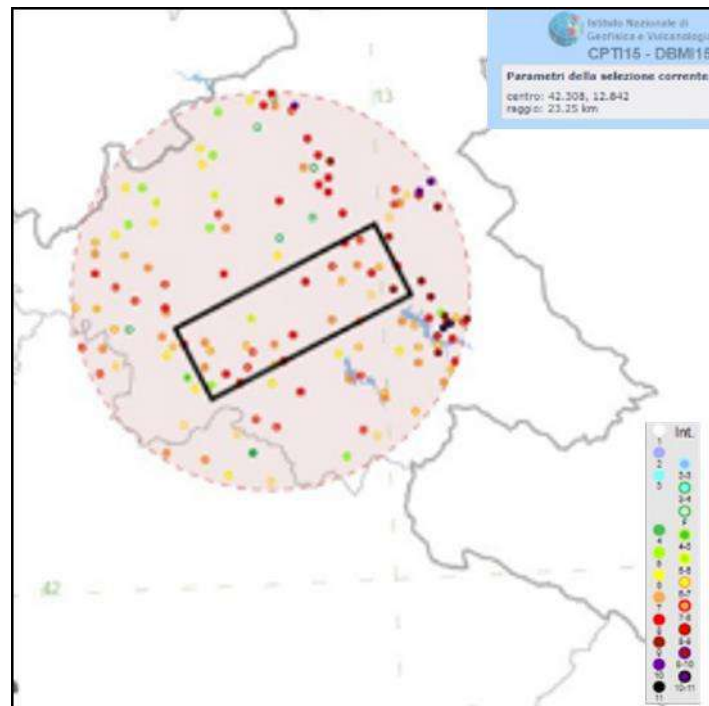 Istituto Nazionale di
Geofisica e Vulcanologia
CPTI15 - DBMI15
Parametri della selezione corrente
centro: 42.308, 12.842
raggio: 23.25 km
13
42
Int.
1
2
3
2-3
3-4
F
4
4-5
5
5-6
6
6-7
7
7-8
8
8-9
9
9-10
10
10-11
11